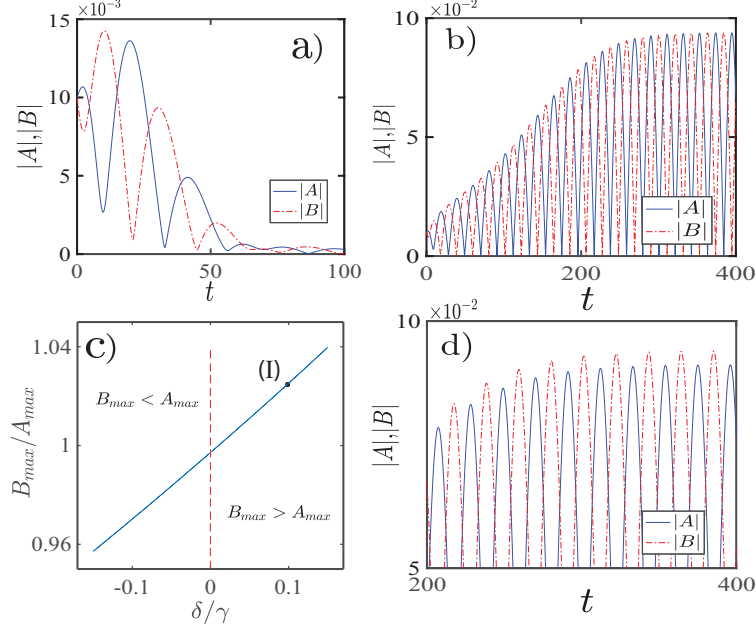 ×10⁻³
15
10
5
0
|A|,|B|
a)
|A|
|B|
0
50
100
t
×10⁻²
10
5
0
|A|,|B|
b)
|A|
|B|
0
200
400
t
c)
1.04
1
0.96
B_max/A_max
(I)
B_max < A_max
B_max > A_max
-0.1
0
0.1
δ/γ
×10⁻²
10
5
|A|,|B|
d)
|A|
|B|
200
400
t